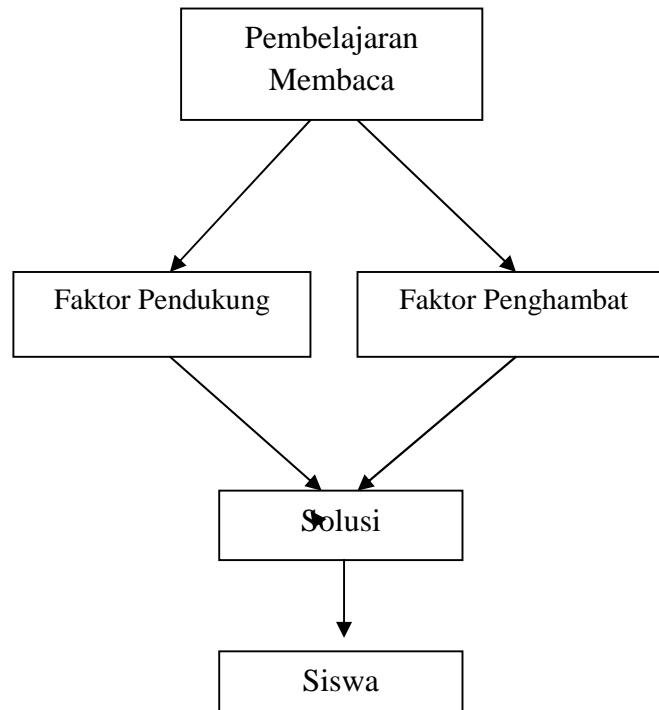 Pembelajaran
Membaca
Faktor Pendukung
Faktor Penghambat
Solusi
Siswa